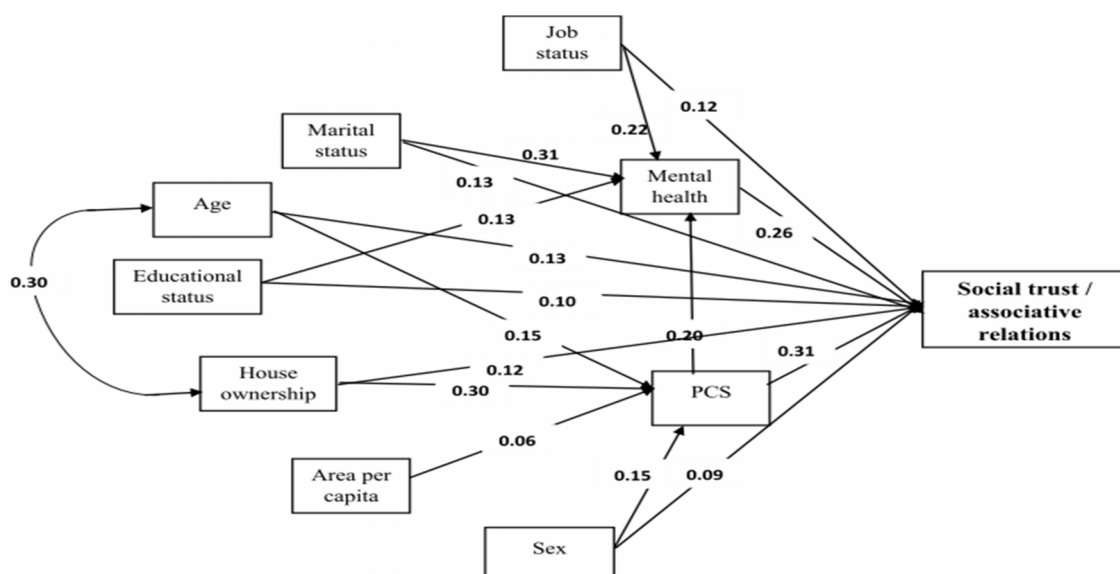 Job
status
0.12
0.22
Marital
status
0.31
Mental
health
0.13
Age
0.13
0.26
0.13
Educational
status
0.30
0.10
Social trust /
associative
relations
0.15
0.20
0.31
House
ownership
0.12
0.30
PCS
0.06
Area per
capita
0.15
0.09
Sex